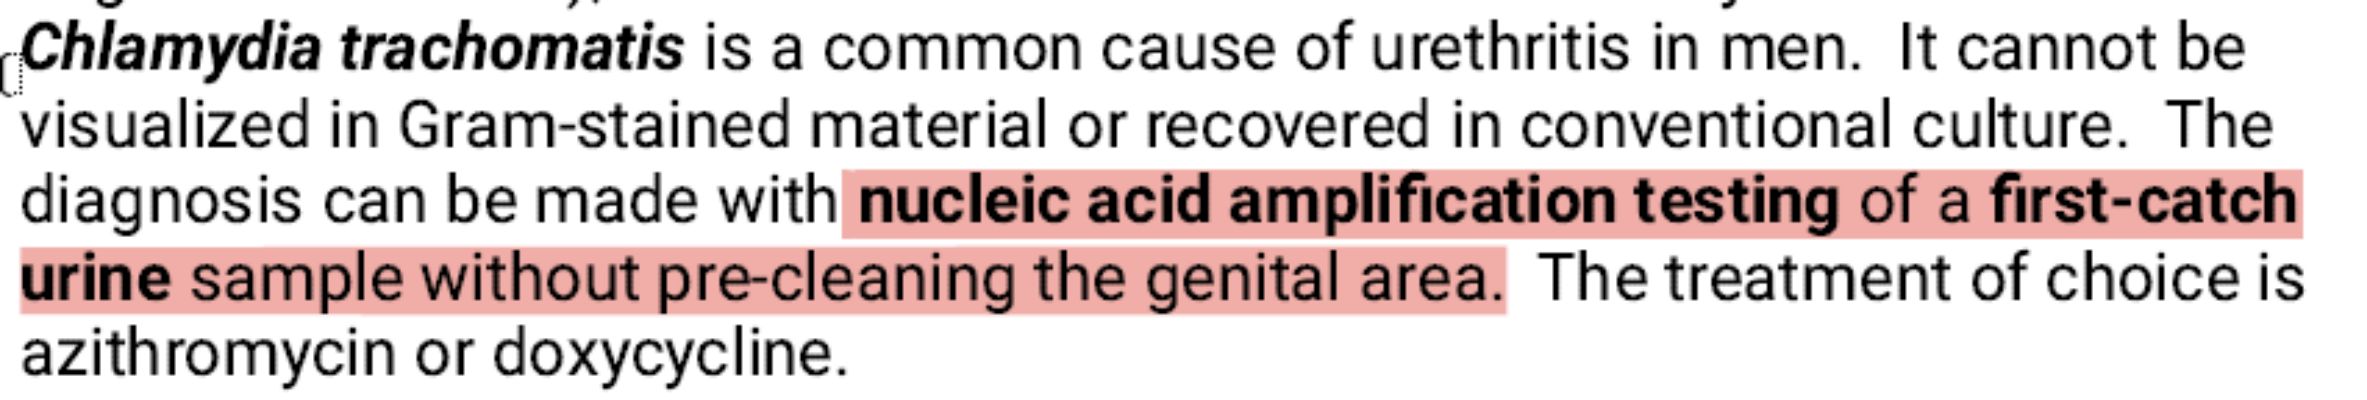 Chlamydia trachomatis is a common cause of urethritis in men.  It cannot be
visualized in Gram-stained material or recovered in conventional culture.  The
diagnosis can be made with nucleic acid amplification testing of a first-catch
urine sample without pre-cleaning the genital area.  The treatment of choice is
azithromycin or doxycycline.